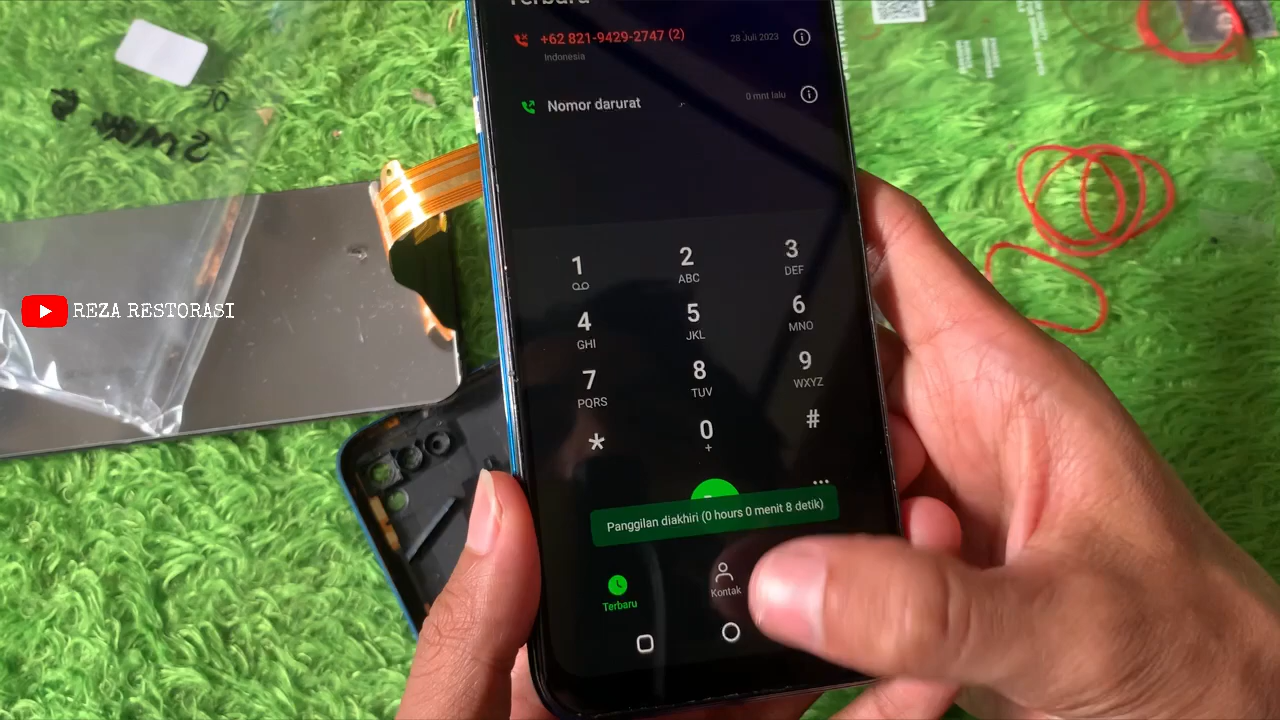 Terbaru
+62 821-9429-2747 (2)
28 Juli 2023
Indonesia
Nomor darurat
0 mnt lalu
1
2
ABC
3
DEF
4
GHI
5
JKL
6
MNO
7
PQRS
8
TUV
9
WXYZ
*
0
+
#
Panggilan diakhiri (0 hours 0 menit 8 detik)
Terbaru
Kontak
REZA RESTORASI